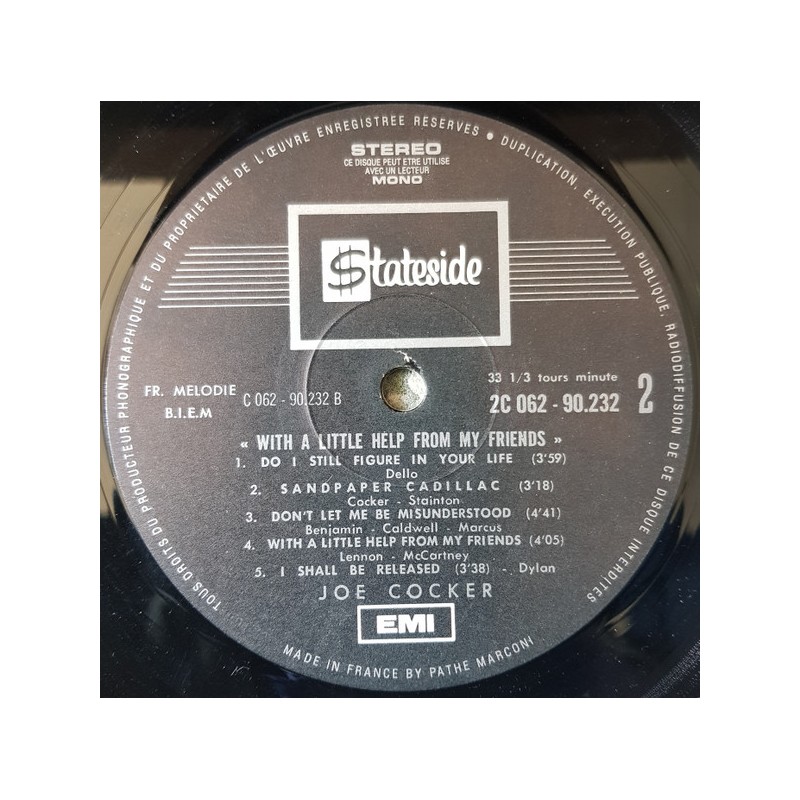 TOUS DROITS DU PRODUCTEUR PHONOGRAPHIQUE ET DU PROPRIETAIRE DE L'ŒUVRE ENREGISTREE RESERVES • DUPLICATION, EXECUTION PUBLIQUE, RADIODIFFUSION DE CE DISQUE INTERDITES
STEREO
CE DISQUE PEUT ETRE UTILISE
AVEC UN LECTEUR
MONO
$tateside
33 1/3 tours minute
FR. MELODIE C 062 - 90.232 B 2C 062 - 90.232 2
B.I.E.M
« WITH A LITTLE HELP FROM MY FRIENDS »
1. DO I STILL FIGURE IN YOUR LIFE (3'59)
Dello
2. SANDPAPER CADILLAC (3'18)
Cocker - Stainton
3. DON'T LET ME BE MISUNDERSTOOD (4'41)
Benjamin - Caldwell - Marcus
4. WITH A LITTLE HELP FROM MY FRIENDS (4'05)
Lennon - McCartney
5. I SHALL BE RELEASED (3'38) - Dylan
JOE COCKER
EMI
MADE IN FRANCE BY PATHE MARCONI